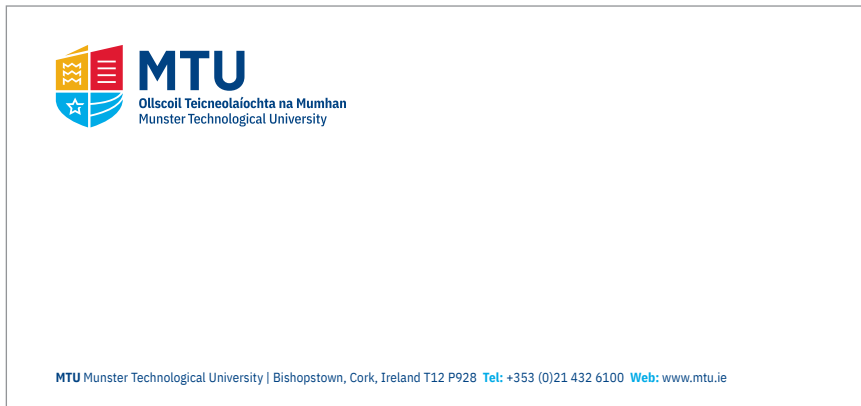 MTU
Ollscoil Teicneolaíochta na Mumhan
Munster Technological University
MTU Munster Technological University | Bishopstown, Cork, Ireland T12 P928 Tel: +353 (0)21 432 6100 Web: www.mtu.ie